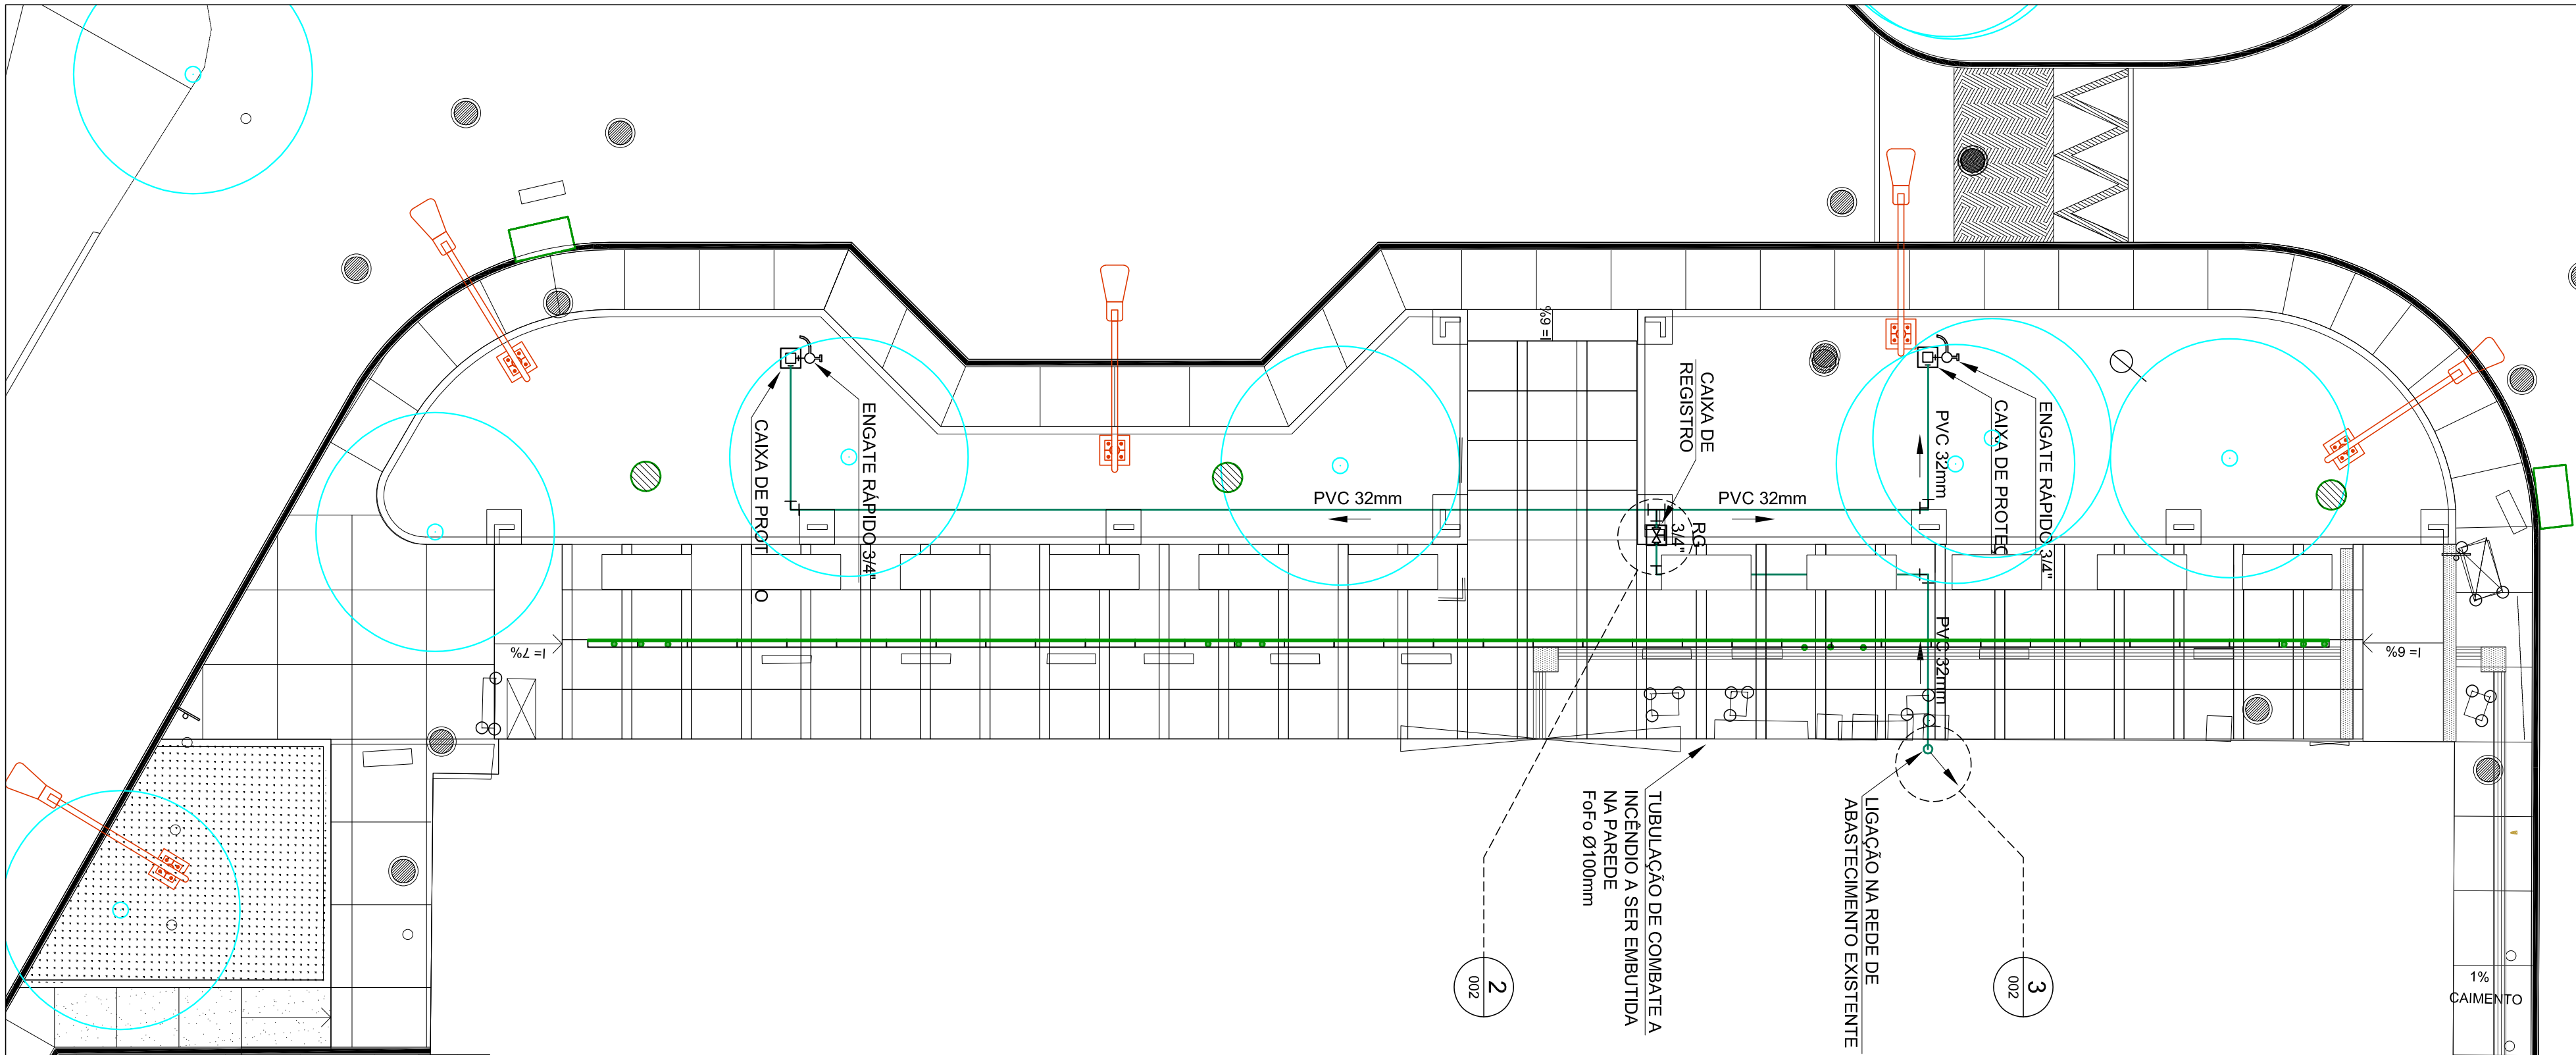 I= 6%
CAIXA DE
REGISTRO
ENGATE RÁPIDO 3/4"
CAIXA DE PROT
O
PVC 32mm
PVC 32mm
RG
3/4"
PVC 32mm
CAIXA DE PROTEÇ
ENGATE RÁPIDO 3/4"
PVC 32mm
I= 7%
I= 6%
TUBULAÇÃO DE COMBATE A
INCÊNDIO A SER EMBUTIDA
NA PAREDE
FoFo Ø100mm
LIGAÇÃO NA REDE DE
ABASTECIMENTO EXISTENTE
2
002
3
002
1%
CAIMENTO